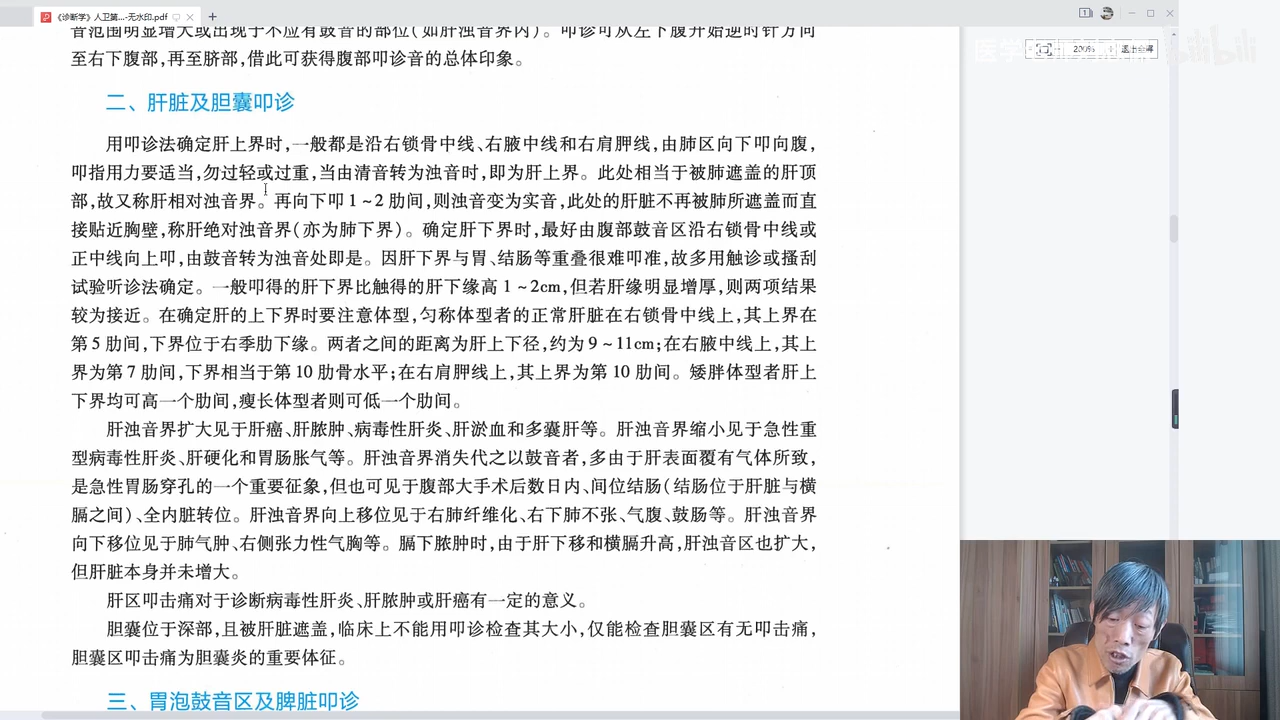 《诊断学》人卫第...-无水印.pdf
音范围明显增大或出现于不应有鼓音的部位(如肝浊音界内)。叩诊可从左下腹开始逆时针方向
至右下腹部,再至脐部,借此可获得腹部叩诊音的总体印象。
200%
退出全屏
bilibili
二、肝脏及胆囊叩诊
用叩诊法确定肝上界时,一般都是沿右锁骨中线、右腋中线和右肩胛线,由肺区向下叩向腹,
叩指用力要适当,勿过轻或过重,当由清音转为浊音时,即为肝上界。此处相当于被肺遮盖的肝顶
部,故又称肝相对浊音界。再向下叩1~2肋间,则浊音变为实音,此处的肝脏不再被肺所遮盖而直
接贴近胸壁,称肝绝对浊音界(亦为肺下界)。确定肝下界时,最好由腹部鼓音区沿右锁骨中线或
正中线向上叩,由鼓音转为浊音处即是。因肝下界与胃、结肠等重叠很难叩准,故多用触诊或搔刮
试验听诊法确定。一般叩得的肝下界比触得的肝下缘高1~2cm,但若肝缘明显增厚,则两项结果
较为接近。在确定肝的上下界时要注意体型,匀称体型者的正常肝脏在右锁骨中线上,其上界在
第5肋间,下界位于右季肋下缘。两者之间的距离为肝上下径,约为9~11cm;在右腋中线上,其上
界为第7肋间,下界相当于第10肋骨水平;在右肩胛线上,其上界为第10肋间。矮胖体型者肝上
下界均可高一个肋间,瘦长体型者则可低一个肋间。
肝浊音界扩大见于肝癌、肝脓肿、病毒性肝炎、肝淤血和多囊肝等。肝浊音界缩小见于急性重
型病毒性肝炎、肝硬化和胃肠胀气等。肝浊音界消失代之以鼓音者,多由于肝表面覆有气体所致,
是急性胃肠穿孔的一个重要征象,但也可见于腹部大手术后数日内、间位结肠(结肠位于肝脏与横
膈之间)、全内脏转位。肝浊音界向上移位见于右肺纤维化、右下肺不张、气腹、鼓肠等。肝浊音界
向下移位见于肺气肿、右侧张力性气胸等。膈下脓肿时,由于肝下移和横膈升高,肝浊音区也扩大,
但肝脏本身并未增大。
肝区叩击痛对于诊断病毒性肝炎、肝脓肿或肝癌有一定的意义。
胆囊位于深部,且被肝脏遮盖,临床上不能用叩诊检查其大小,仅能检查胆囊区有无叩击痛,
胆囊区叩击痛为胆囊炎的重要体征。
三、胃泡鼓音区及脾脏叩诊